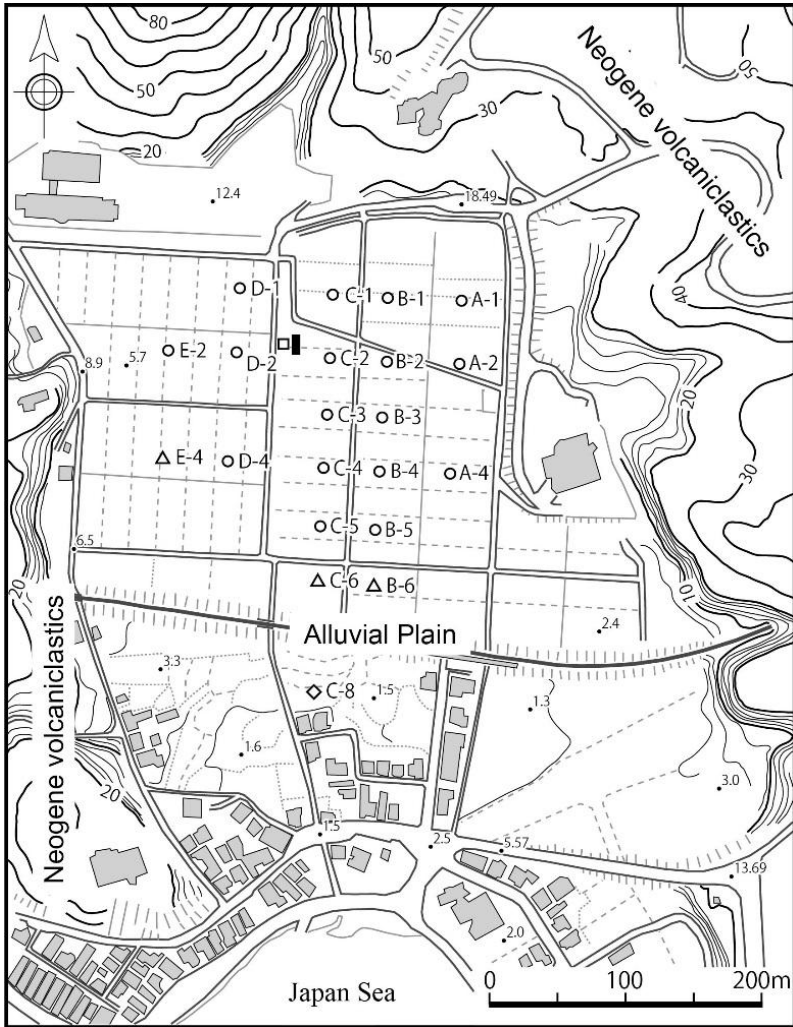 80
50
50
50
30
20
Neogene volcaniclastics
12.4
18.49
40
D-1
C-1
B-1
A-1
E-2
D-2
C-2
B-2
A-2
5.7
8.9
20
C-3
B-3
E-4
D-4
C-4
B-4
A-4
30
C-5
B-5
6.5
20
C-6
B-6
10
Alluvial Plain
2.4
Neogene volcaniclastics
3.3
C-8
1.5
1.3
1.6
3.0
20
1.5
2.5
5.57
13.69
2.0
Japan Sea
0
100
200m